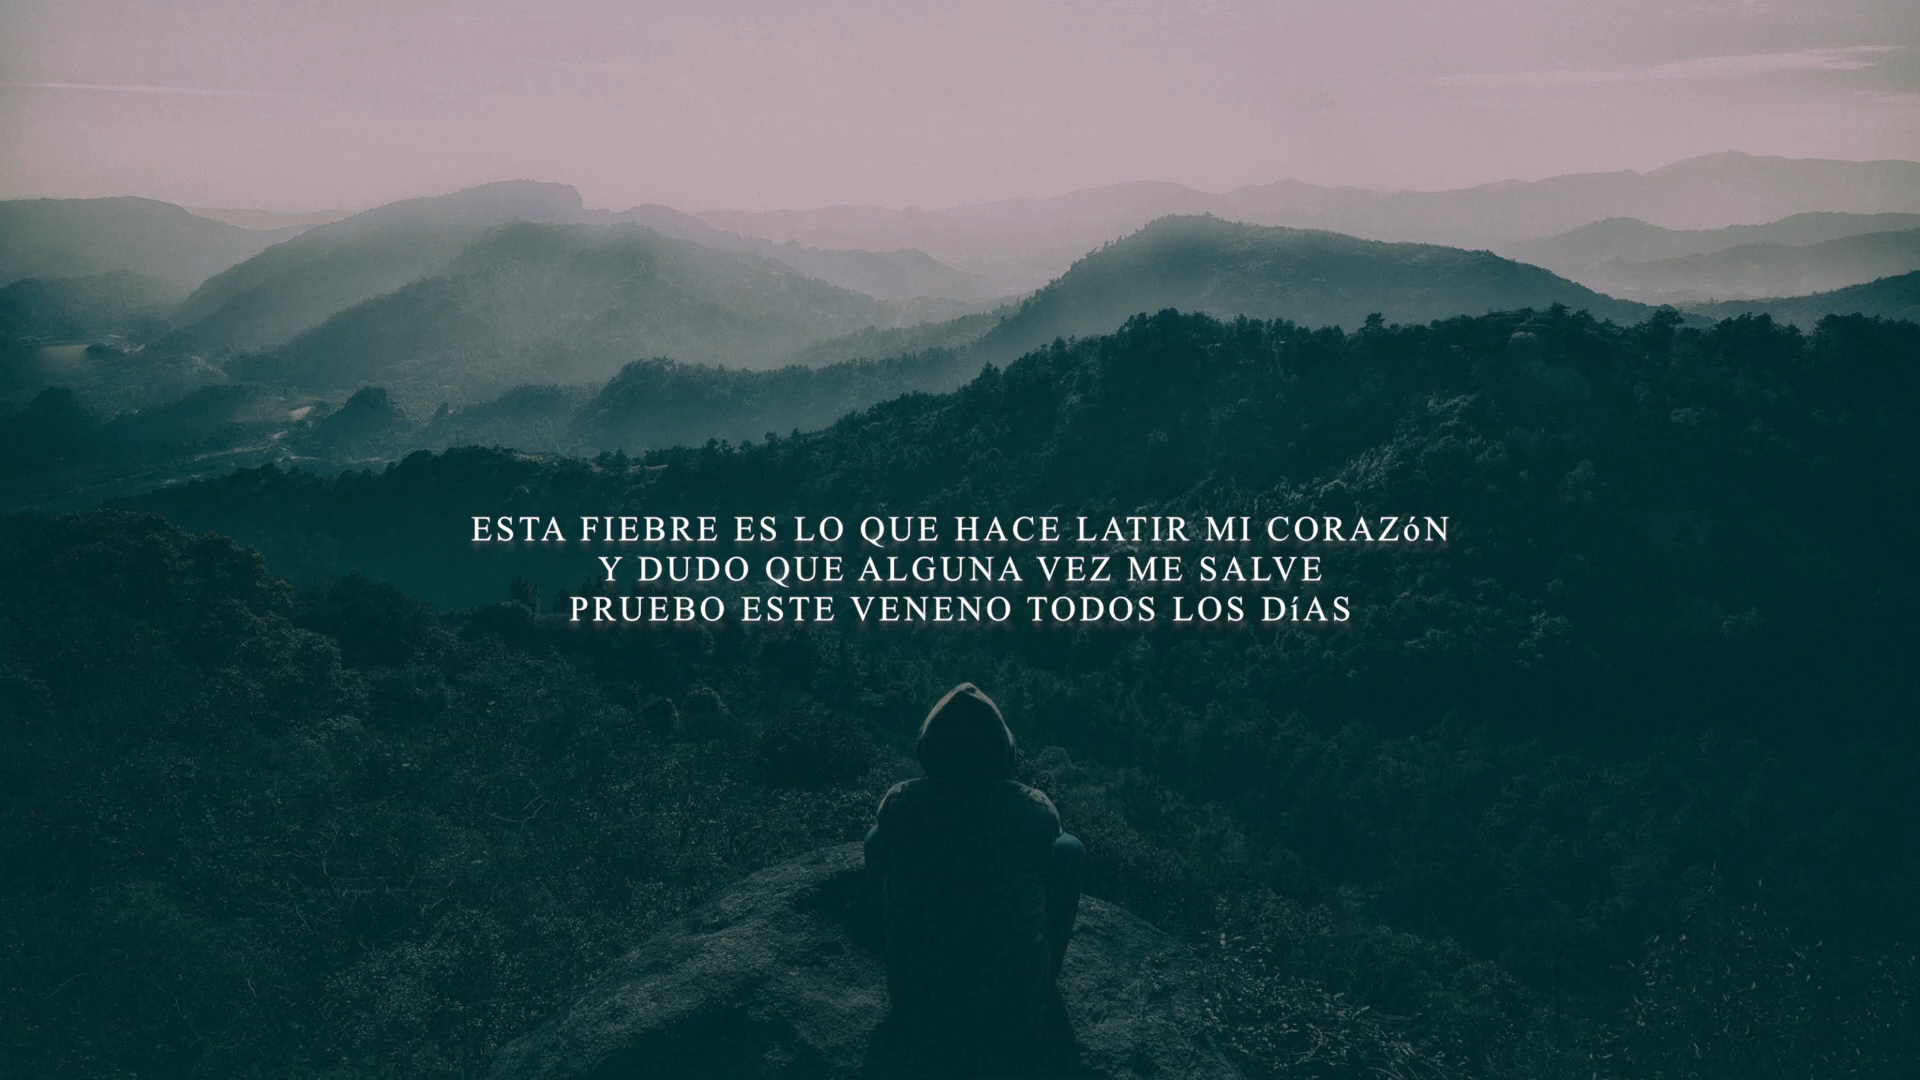 ESTA FIEBRE ES LO QUE HACE LATIR MI CORAZóN
Y DUDO QUE ALGUNA VEZ ME SALVE
PRUEBO ESTE VENENO TODOS LOS DíAS